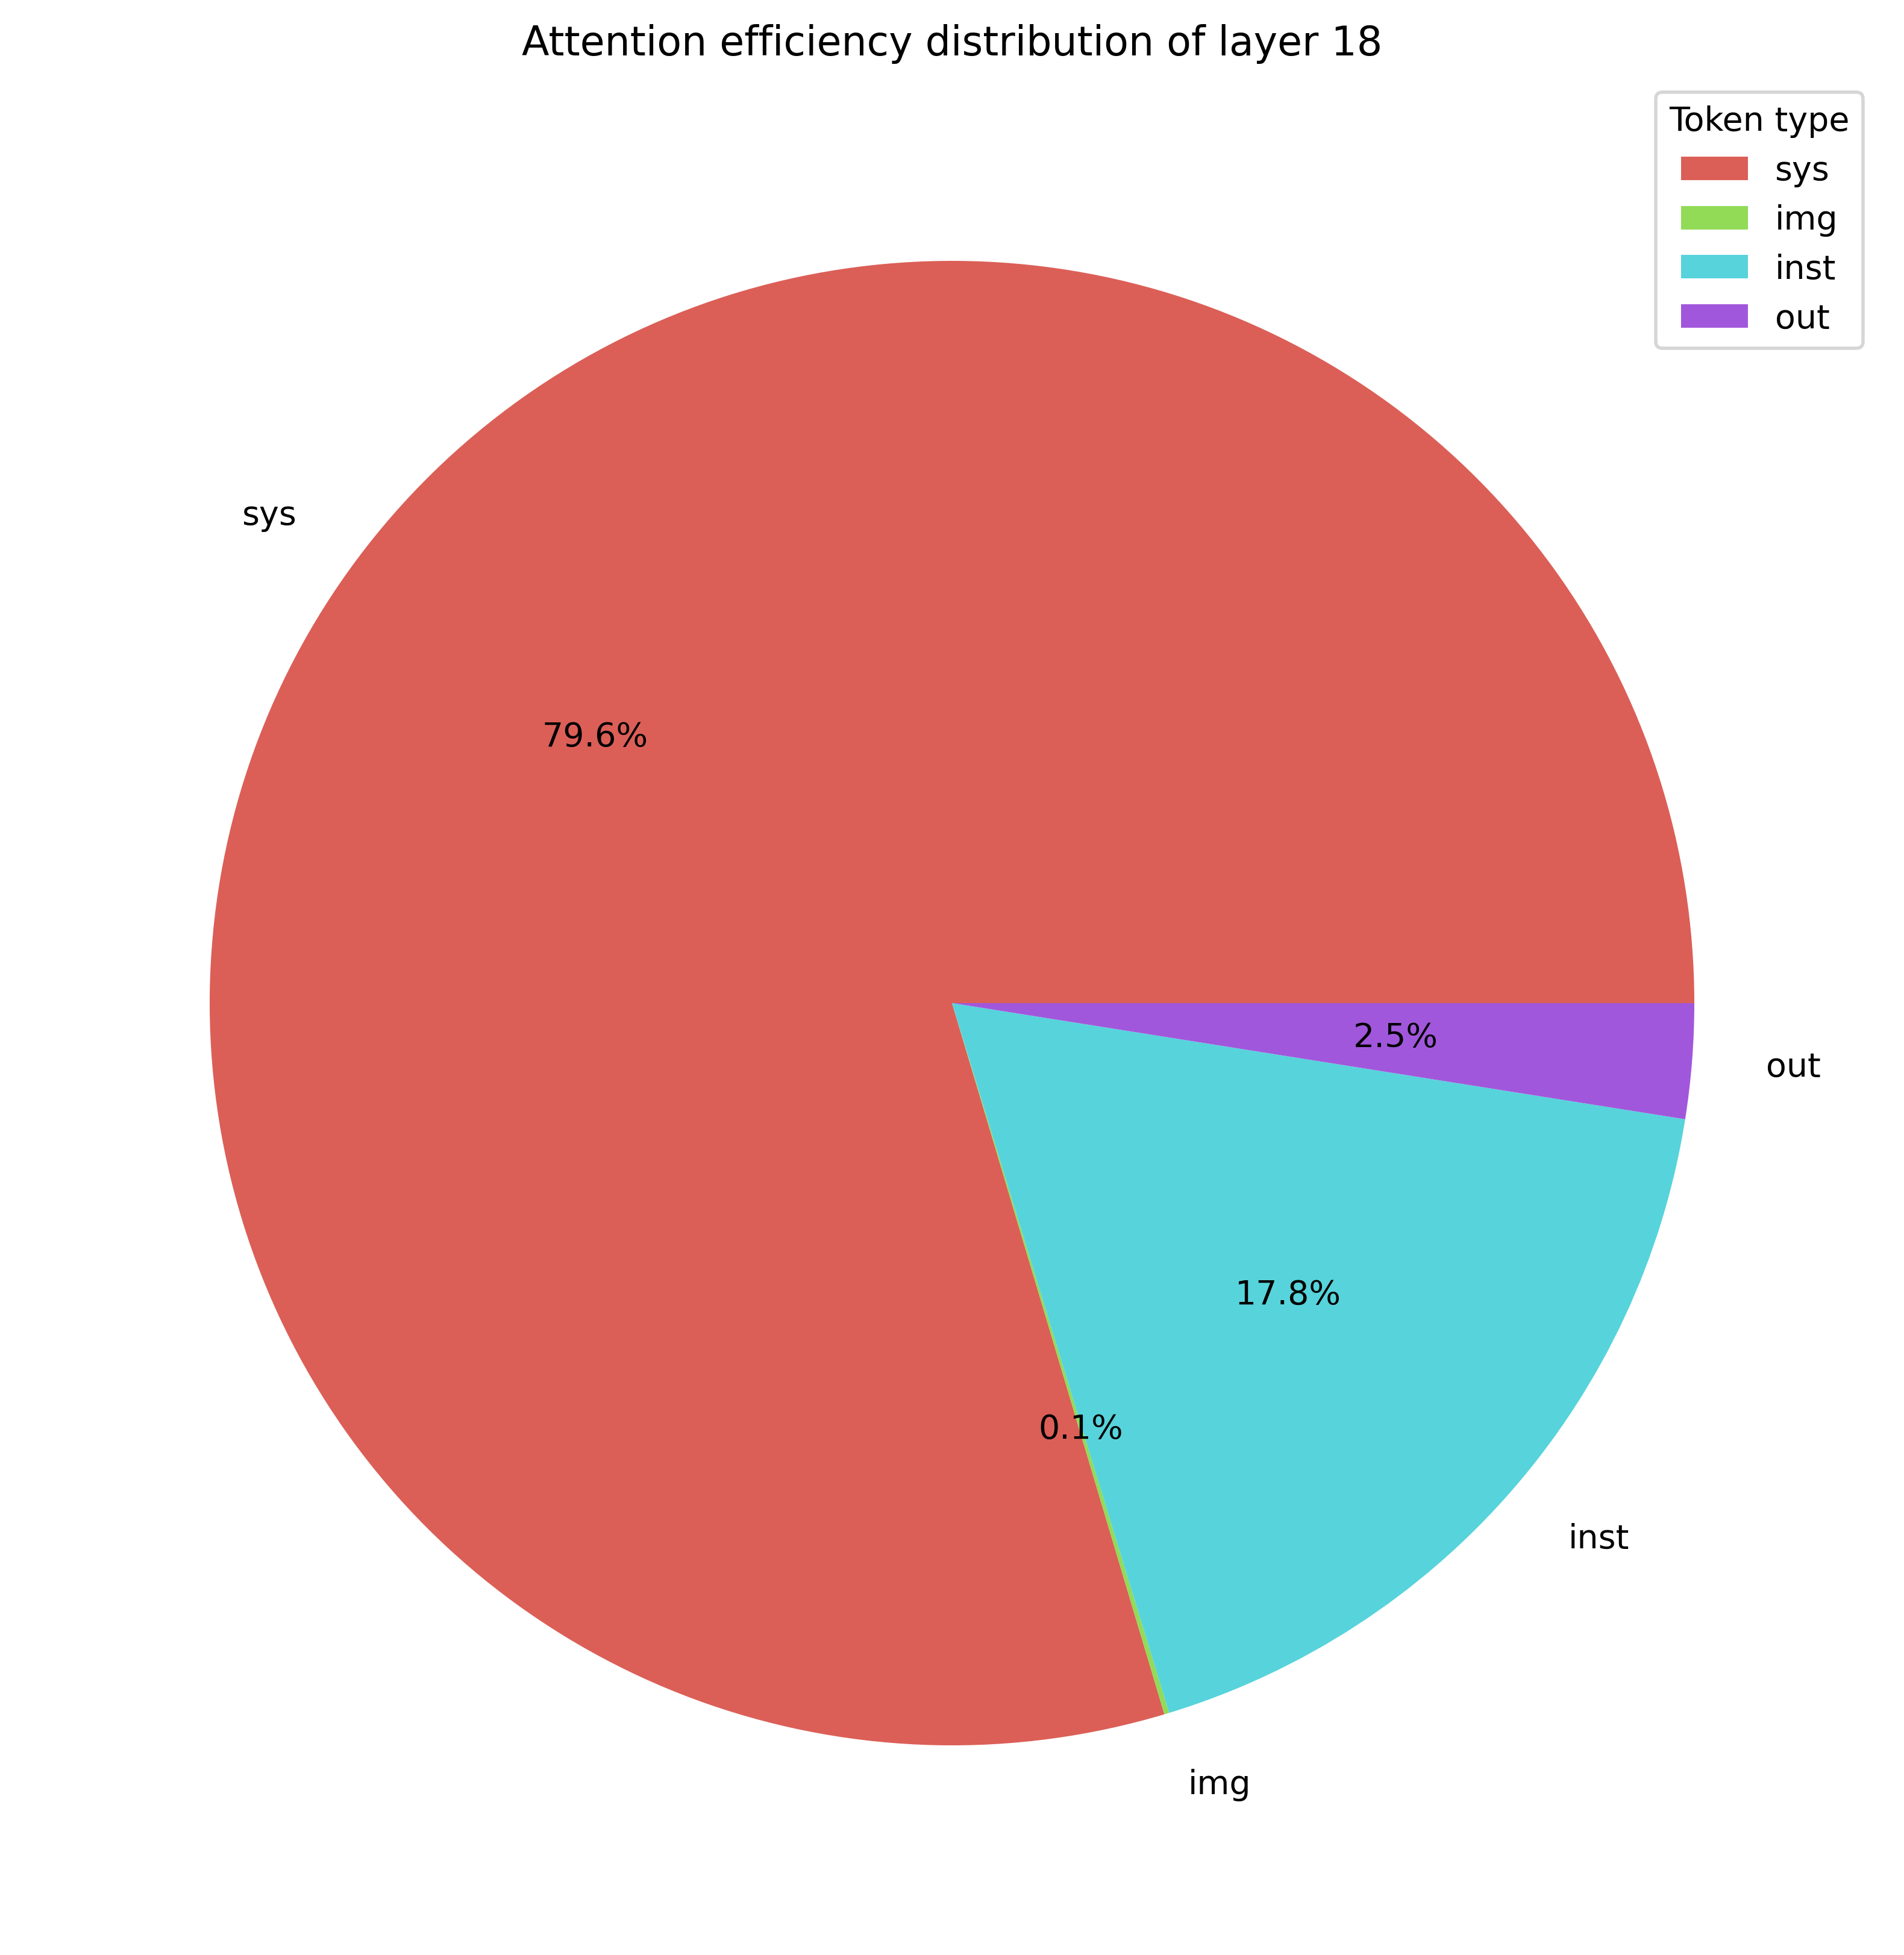 Attention efficiency distribution of layer 18
Token type
sys
img
inst
out
sys
79.6%
2.5%
out
17.8%
0.1%
inst
img